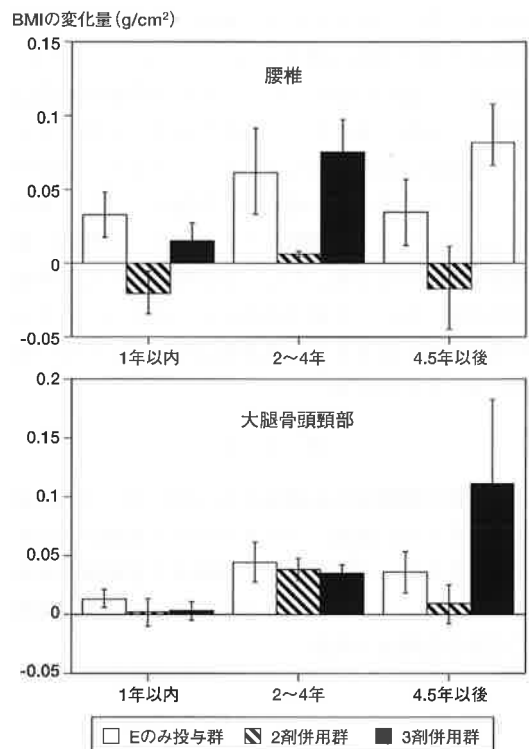 BMIの変化量(g/cm²)
0.15
腰椎
0.1
0.05
0
-0.05
1年以内 2〜4年 4.5年以後
0.2
大腿骨頭頸部
0.15
0.1
0.05
0
-0.05
1年以内 2〜4年 4.5年以後
Eのみ投与群 2剤併用群 3剤併用群